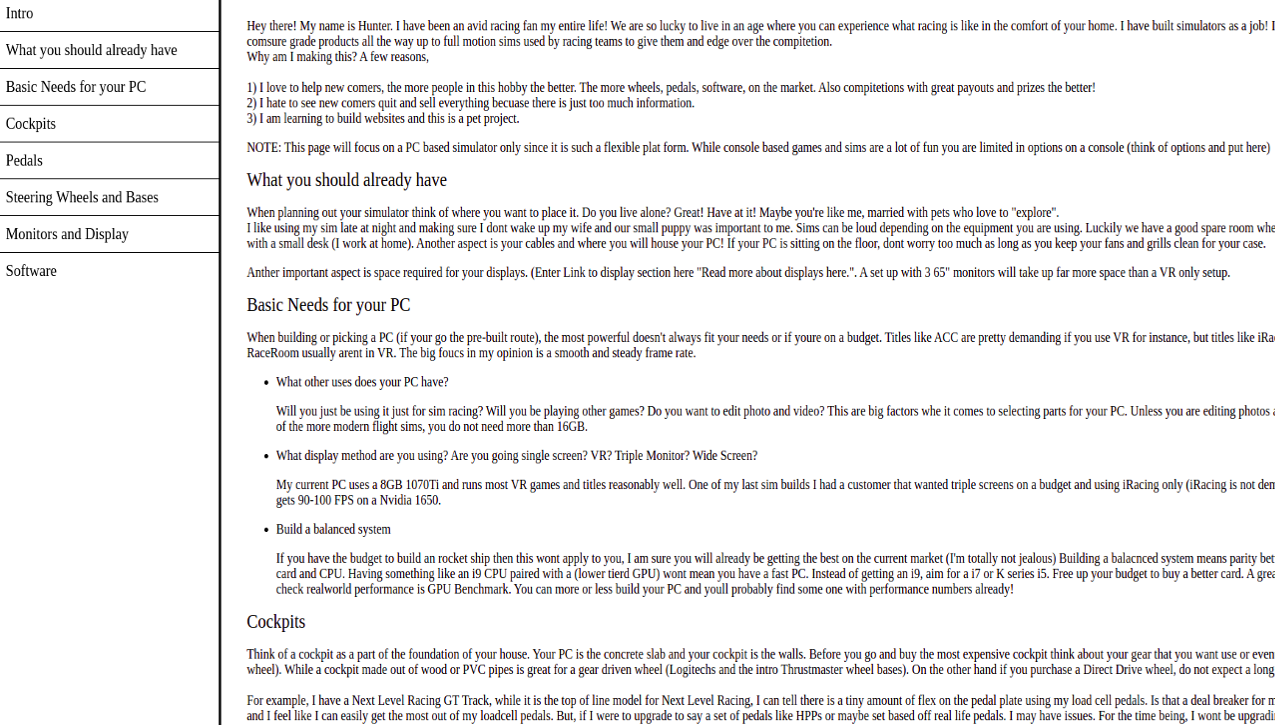 Intro
What you should already have
Basic Needs for your PC
Cockpits
Pedals
Steering Wheels and Bases
Monitors and Display
Software
Hey there! My name is Hunter. I have been an avid racing fan my entire life! We are so lucky to live in an age where you can experience what racing is like in the comfort of your home. I have built simulators as a job!
comsure grade products all the way up to full motion sims used by racing teams to give them and edge over the compitetion.
Why am I making this? A few reasons,
1) I love to help new comers, the more people in this hobby the better. The more wheels, pedals, software, on the market. Also compitetions with great payouts and prizes the better!
2) I hate to see new comers quit and sell everything becuase there is just too much information.
3) I am learning to build websites and this is a pet project.
NOTE: This page will focus on a PC based simulator only since it is such a flexible plat form. While console based games and sims are a lot of fun you are limited in options on a console (think of options and put here)
What you should already have
When planning out your simulator think of where you want to place it. Do you live alone? Great! Have at it! Maybe you're like me, married with pets who love to "explore".
I like using my sim late at night and making sure I dont wake up my wife and our small puppy was important to me. Sims can be loud depending on the equipment you are using. Luckily we have a good spare room whe
with a small desk (I work at home). Another aspect is your cables and where you will house your PC! If your PC is sitting on the floor, dont worry too much as long as you keep your fans and grills clean for your case.
Anther important aspect is space required for your displays. (Enter Link to display section here "Read more about displays here.". A set up with 3 65" monitors will take up far more space than a VR only setup.
Basic Needs for your PC
When building or picking a PC (if your go the pre-built route), the most powerful doesn't always fit your needs or if youre on a budget. Titles like ACC are pretty demanding if you use VR for instance, but titles like iRa
RaceRoom usually arent in VR. The big foucs in my opinion is a smooth and steady frame rate.
• What other uses does your PC have?
Will you just be using it just for sim racing? Will you be playing other games? Do you want to edit photo and video? This are big factors whe it comes to selecting parts for your PC. Unless you are editing photos a
of the more modern flight sims, you do not need more than 16GB.
• What display method are you using? Are you going single screen? VR? Triple Monitor? Wide Screen?
My current PC uses a 8GB 1070Ti and runs most VR games and titles reasonably well. One of my last sim builds I had a customer that wanted triple screens on a budget and using iRacing only (iRacing is not den
gets 90-100 FPS on a Nvidia 1650.
• Build a balanced system
If you have the budget to build an rocket ship then this wont apply to you, I am sure you will already be getting the best on the current market (I'm totally not jealous) Building a balacnced system means parity bet
card and CPU. Having something like an i9 CPU paired with a (lower tierd GPU) wont mean you have a fast PC. Instead of getting an i9, aim for a i7 or K series i5. Free up your budget to buy a better card. A grea
check realworld performance is GPU Benchmark. You can more or less build your PC and youll probably find some one with performance numbers already!
Cockpits
Think of a cockpit as a part of the foundation of your house. Your PC is the concrete slab and your cockpit is the walls. Before you go and buy the most expensive cockpit think about your gear that you want use or even
wheel). While a cockpit made out of wood or PVC pipes is great for a gear driven wheel (Logitechs and the intro Thrustmaster wheel bases). On the other hand if you purchase a Direct Drive wheel, do not expect a long
For example, I have a Next Level Racing GT Track, while it is the top of line model for Next Level Racing, I can tell there is a tiny amount of flex on the pedal plate using my load cell pedals. Is that a deal breaker for m
and I feel like I can easily get the most out of my loadcell pedals. But, if I were to upgrade to say a set of pedals like HPPs or maybe set based off real life pedals. I may have issues. For the time being, I wont be upgradi